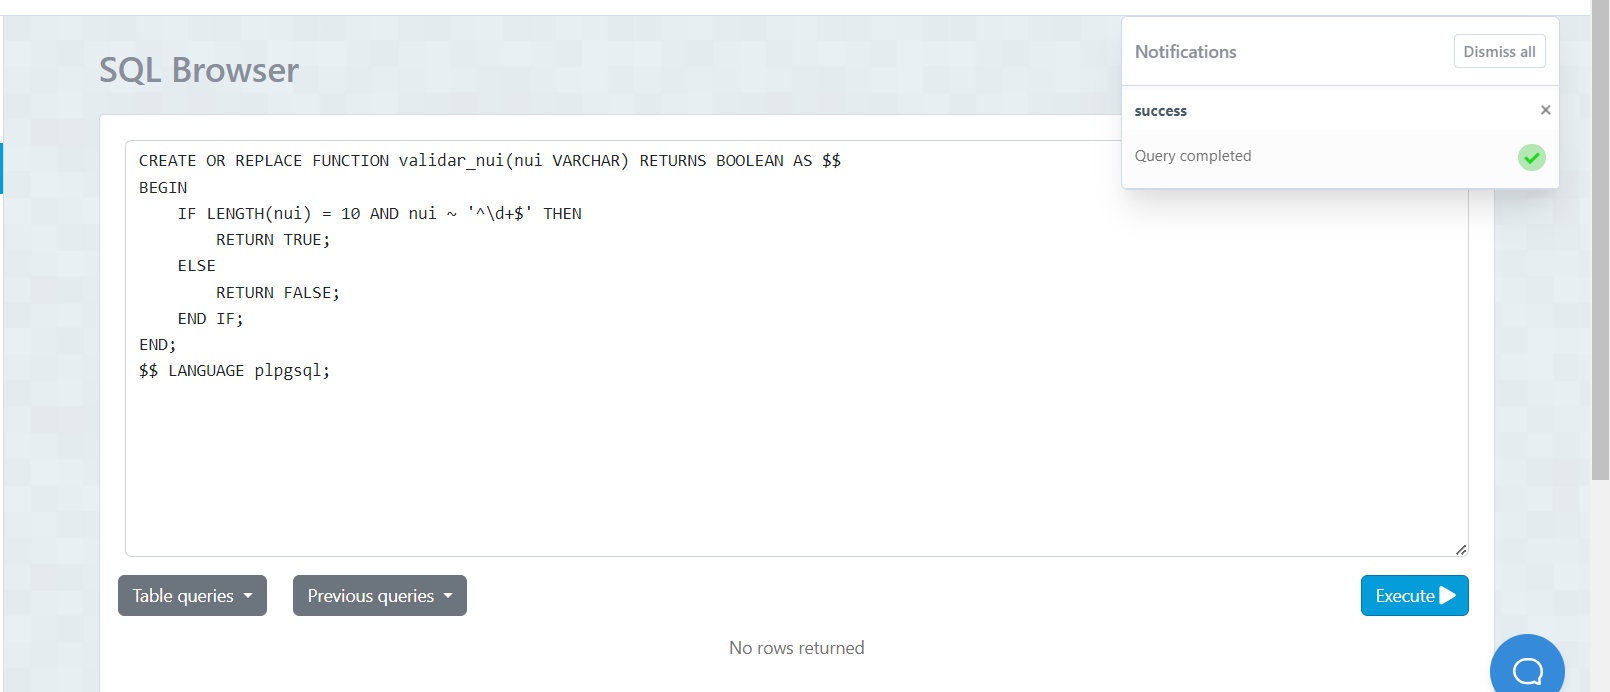 SQL Browser
Notifications
Dismiss all
success
×
Query completed
CREATE OR REPLACE FUNCTION validar_nui(nui VARCHAR) RETURNS BOOLEAN AS $$
BEGIN
    IF LENGTH(nui) = 10 AND nui ~ '^\d+$' THEN
        RETURN TRUE;
    ELSE
        RETURN FALSE;
    END IF;
END;
$$ LANGUAGE plpgsql;
Table queries
Previous queries
Execute
No rows returned